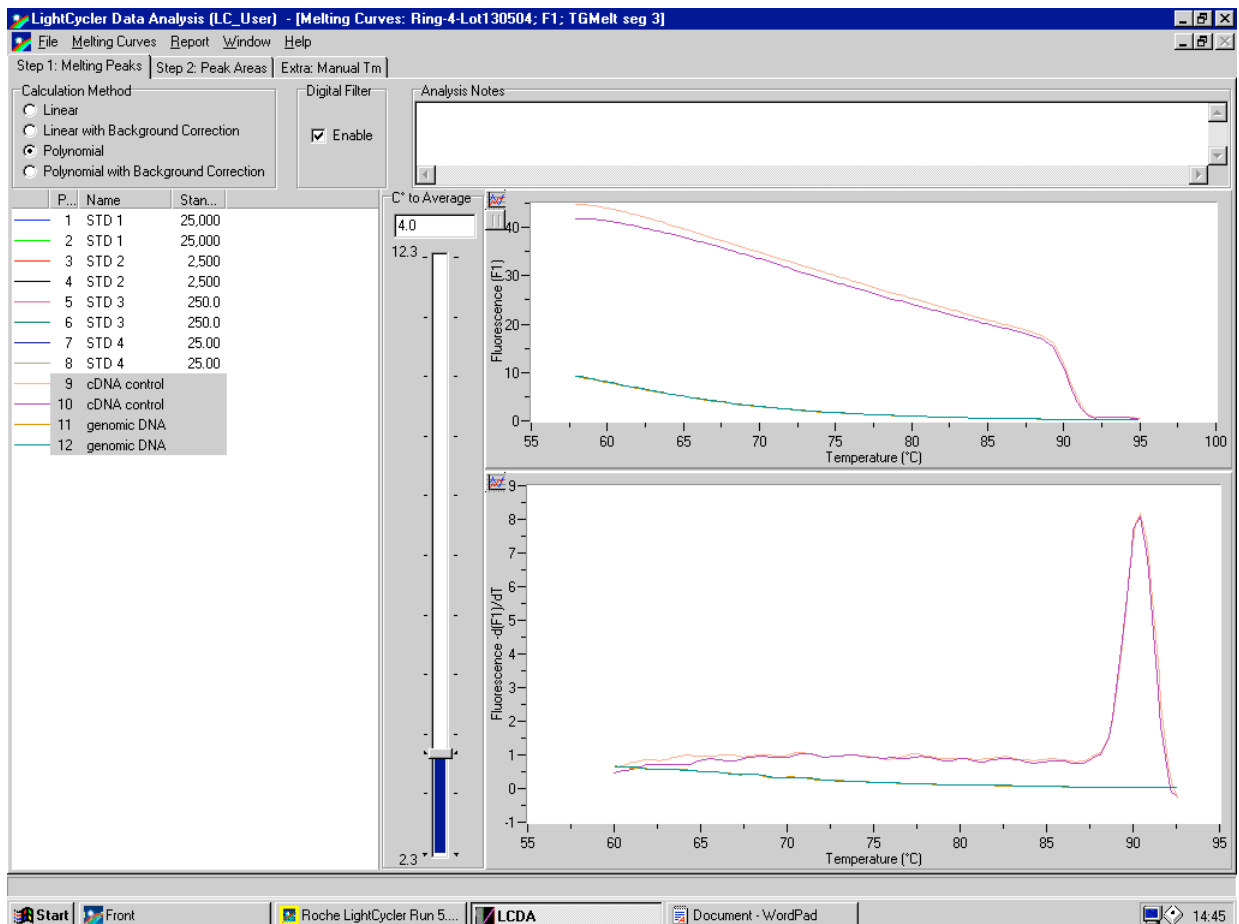 LightCycler Data Analysis (LC_User) - [Melting Curves: Ring-4-Lot130504; F1; TGMelt seg 3]
File Melting Curves Report Window Help
Step 1: Melting Peaks Step 2: Peak Areas Extra: Manual Tm
Calculation Method
Linear
Linear with Background Correction
Polynomial
Polynomial with Background Correction
Digital Filter
Enable
Analysis Notes
P... Name Stan...
1 STD 1 25,000
2 STD 1 25,000
3 STD 2 2,500
4 STD 2 2,500
5 STD 3 250.0
6 STD 3 250.0
7 STD 4 25.00
8 STD 4 25.00
9 cDNA control
10 cDNA control
11 genomic DNA
12 genomic DNA
C° to Average
4.0
12.3
2.3
40
30
20
10
0
Fluorescence (F1)
55 60 65 70 75 80 85 90 95 100
Temperature (°C)
9
8
7
6
5
4
3
2
1
0
-1
Fluorescence -d(F1)/dT
55 60 65 70 75 80 85 90 95
Temperature (°C)
Start Front Roche LightCycler Run 5.... LCDA Document - WordPad 14:45